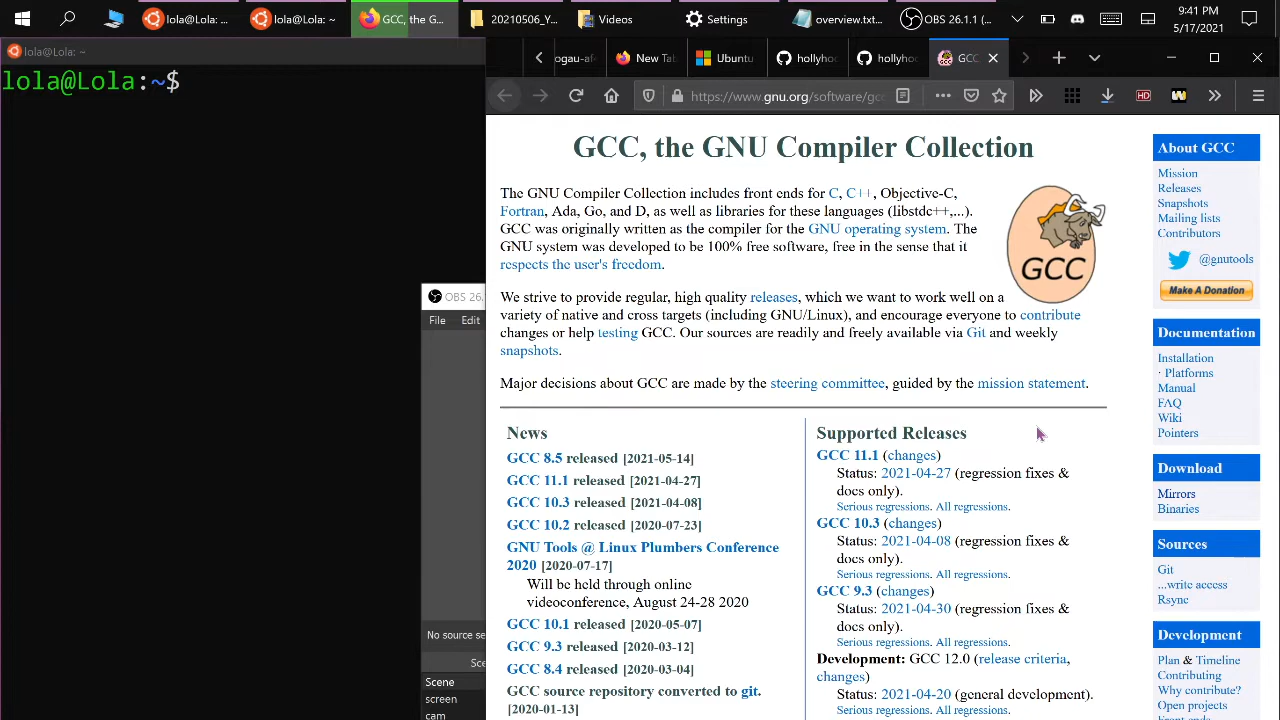 lola@Lola: ..
lola@Lola: ~
GCC, the G...
20210506_Y...
Videos
Settings
overview.txt...
OBS 26.1.1 (...
9:41 PM
5/17/2021
lola@Lola: ~
lola@Lola:~$
ogau-af
New Tab
Ubuntu
hollyho
hollyho
GCC
https://www.gnu.org/software/gc
HD
GCC, the GNU Compiler Collection
The GNU Compiler Collection includes front ends for C, C++, Objective-C,
Fortran, Ada, Go, and D, as well as libraries for these languages (libstdc++,...).
GCC was originally written as the compiler for the GNU operating system. The
GNU system was developed to be 100% free software, free in the sense that it
respects the user's freedom.
GCC
We strive to provide regular, high quality releases, which we want to work well on a
variety of native and cross targets (including GNU/Linux), and encourage everyone to contribute
changes or help testing GCC. Our sources are readily and freely available via Git and weekly
snapshots.
Major decisions about GCC are made by the steering committee, guided by the mission statement.
News
GCC 8.5 released [2021-05-14]
GCC 11.1 released [2021-04-27]
GCC 10.3 released [2021-04-08]
GCC 10.2 released [2020-07-23]
GNU Tools @ Linux Plumbers Conference
2020 [2020-07-17]
Will be held through online
videoconference, August 24-28 2020
GCC 10.1 released [2020-05-07]
GCC 9.3 released [2020-03-12]
GCC 8.4 released [2020-03-04]
GCC source repository converted to git.
[2020-01-13]
Supported Releases
GCC 11.1 (changes)
Status: 2021-04-27 (regression fixes &
docs only).
Serious regressions. All regressions.
GCC 10.3 (changes)
Status: 2021-04-08 (regression fixes &
docs only).
Serious regressions. All regressions.
GCC 9.3 (changes)
Status: 2021-04-30 (regression fixes &
docs only).
Serious regressions. All regressions.
Development: GCC 12.0 (release criteria,
changes)
Status: 2021-04-20 (general development).
Serious regressions. All regressions.
About GCC
Mission
Releases
Snapshots
Mailing lists
Contributors
@gnutools
Make A Donation
Documentation
Installation
· Platforms
Manual
FAQ
Wiki
Pointers
Download
Mirrors
Binaries
Sources
Git
...write access
Rsync
Development
Plan & Timeline
Contributing
Why contribute?
Open projects
Front ends
OBS 26.
File Edit
No source se
Sce
Scene
screen
cam